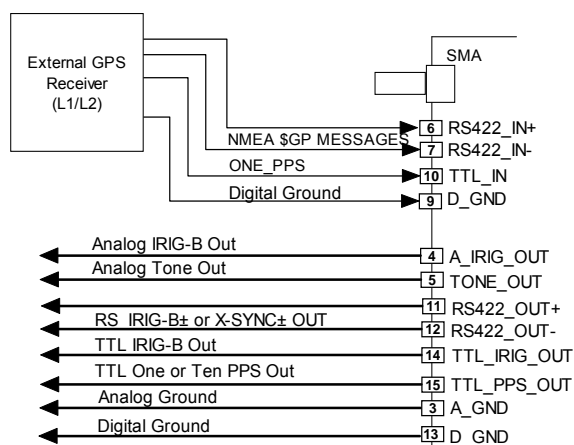 External GPS
Receiver
(L1/L2)
SMA
6 RS422_IN+
NMEA $GP MESSAGES 7 RS422_IN-
ONE_PPS 10 TTL_IN
Digital Ground 9 D_GND
Analog IRIG-B Out 4 A_IRIG_OUT
Analog Tone Out 5 TONE_OUT
11 RS422_OUT+
RS IRIG-B± or X-SYNC± OUT 12 RS422_OUT-
TTL IRIG-B Out 14 TTL_IRIG_OUT
TTL One or Ten PPS Out 15 TTL_PPS_OUT
Analog Ground 3 A_GND
Digital Ground 13 D_GND